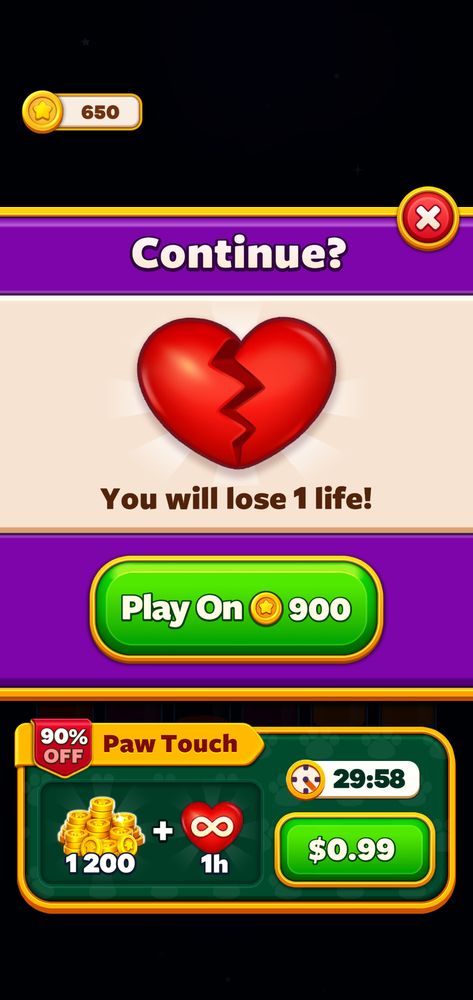 650
Continue?
You will lose 1 life!
Play On 900
90%
OFF
Paw Touch
29:58
1 200
+
1h
$0.99